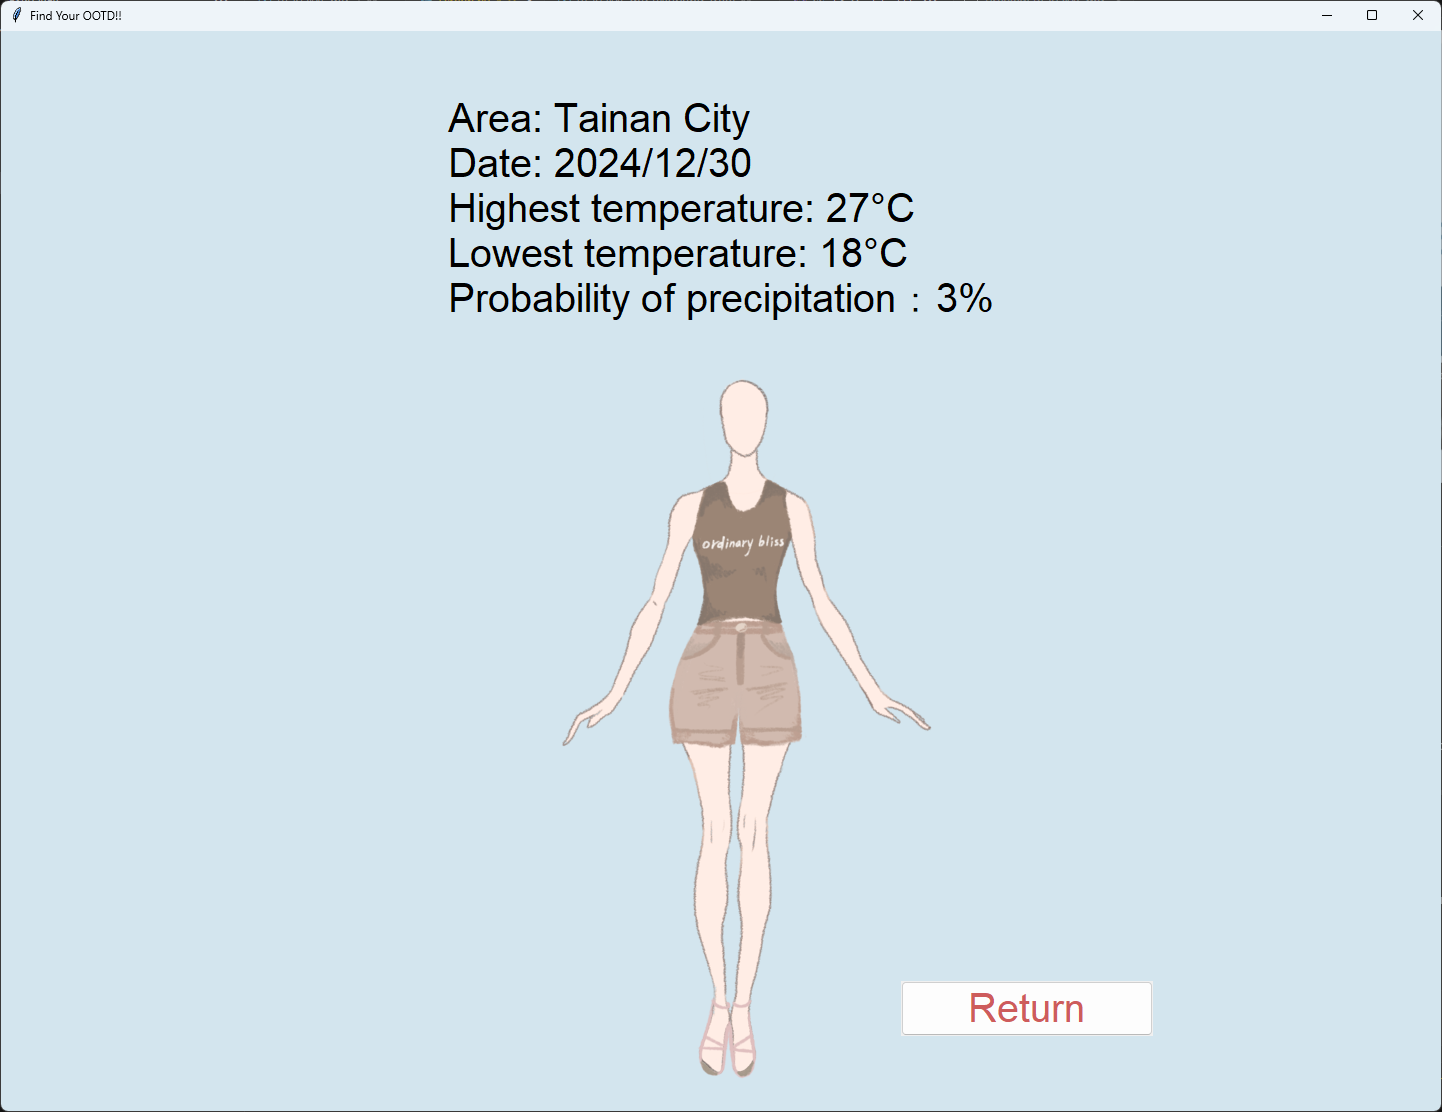 Find Your OOTD!!
Area: Tainan City
Date: 2024/12/30
Highest temperature: 27°C
Lowest temperature: 18°C
Probability of precipitation：3%
ordinary bliss
Return